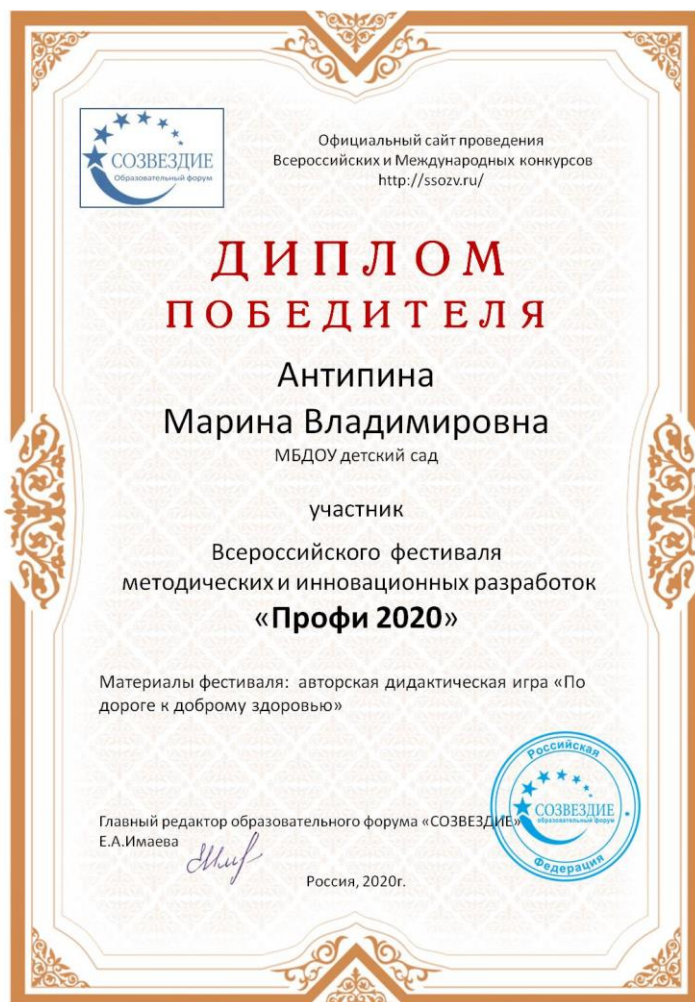 СОЗВЕЗДИЕ
Образовательный форум
Официальный сайт проведения
Всероссийских и Международных конкурсов
http://ssozv.ru/
ДИПЛОМ
ПОБЕДИТЕЛЯ
Антипина
Марина Владимировна
МБДОУ детский сад
участник
Всероссийского фестиваля
методических и инновационных разработок
«Профи 2020»
Материалы фестиваля: авторская дидактическая игра «По
дороге к доброму здоровью»
Российская
СОЗВЕЗДИЕ
образовательный форум
Федерация
Главный редактор образовательного форума «СОЗВЕЗДИЕ»
Е.А.Имаева
Россия, 2020г.